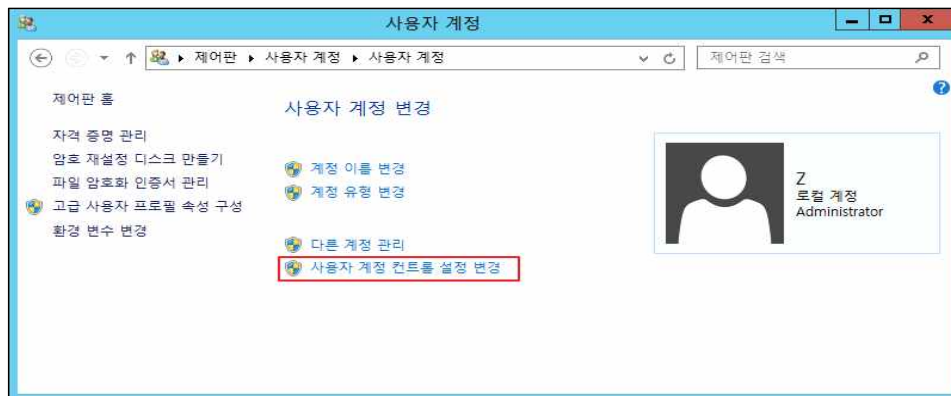 사용자 계정
제어판 ▸ 사용자 계정 ▸ 사용자 계정
제어판 검색
제어판 홈
자격 증명 관리
암호 재설정 디스크 만들기
파일 암호화 인증서 관리
고급 사용자 프로필 속성 구성
환경 변수 변경
사용자 계정 변경
계정 이름 변경
계정 유형 변경
다른 계정 관리
사용자 계정 컨트롤 설정 변경
Z
로컬 계정
Administrator